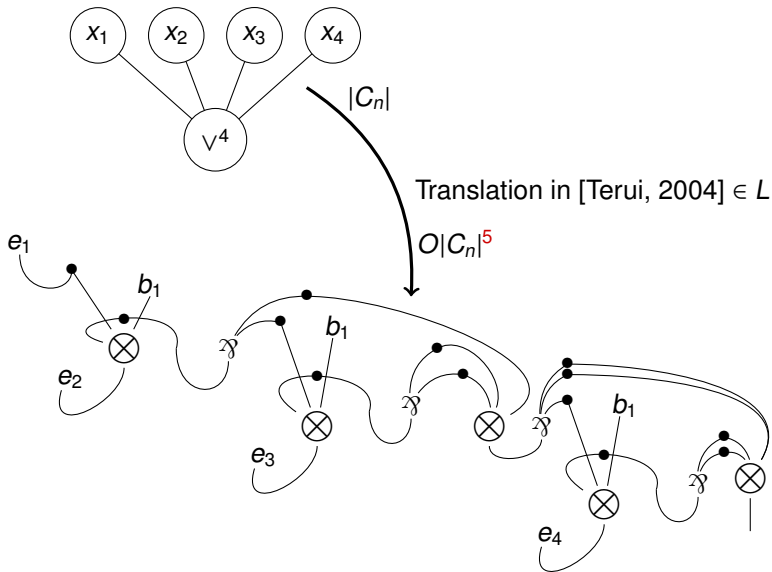 x₁ x₂ x₃ x₄
∨⁴
|Cₙ|
Translation in [Terui, 2004] ∈ L
O|Cₙ|⁵
e₁
b₁
⊗
⅋
e₂
b₁
⊗
⅋
⊗
e₃
⅋
b₁
⊗
⅋
⊗
e₄